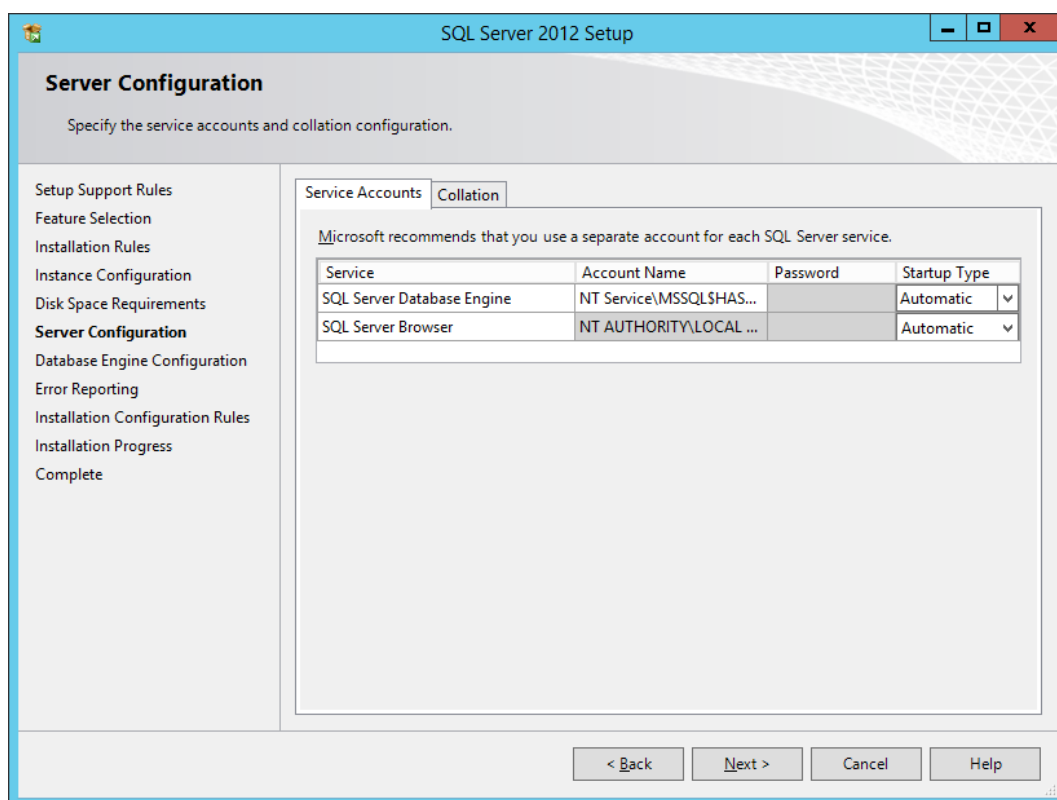 SQL Server 2012 Setup
Server Configuration
Specify the service accounts and collation configuration.
Setup Support Rules
Feature Selection
Installation Rules
Instance Configuration
Disk Space Requirements
Server Configuration
Database Engine Configuration
Error Reporting
Installation Configuration Rules
Installation Progress
Complete
Service Accounts Collation
Microsoft recommends that you use a separate account for each SQL Server service.
Service Account Name Password Startup Type
SQL Server Database Engine NT Service\MSSQL$HAS... Automatic
SQL Server Browser NT AUTHORITY\LOCAL ... Automatic
< Back Next > Cancel Help